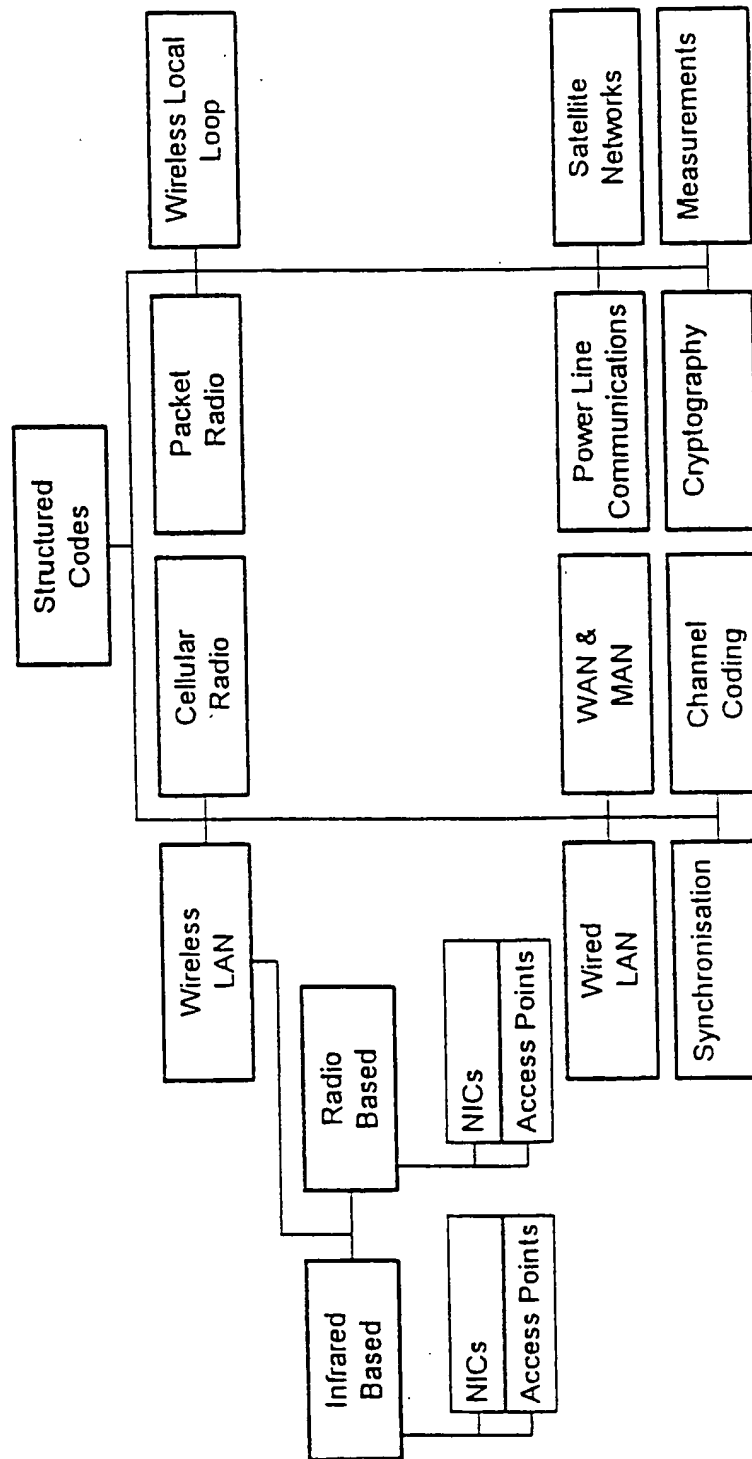 Structured
Codes
Wireless
LAN
Cellular
Radio
Packet
Radio
Wireless Local
Loop
Infrared
Based
Radio
Based
NICs
Access Points
NICs
Access Points
Wired
LAN
WAN &
MAN
Power Line
Communications
Satellite
Networks
Synchronisation
Channel
Coding
Cryptography
Measurements